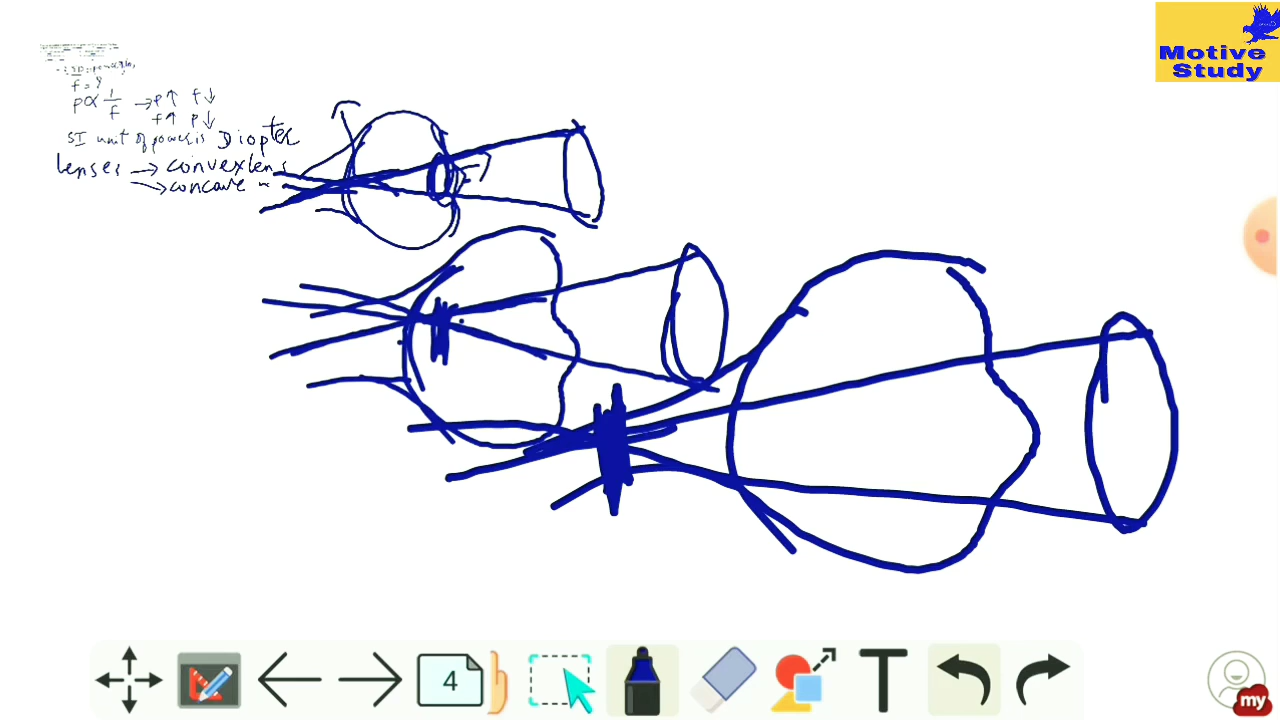 f = ?
P∝ 1/f → P↑ f↓
f↑ P↓
SI unit of power is Diopter
Lenses → convex lens
→ concave "
Motive
Study
4
T
my